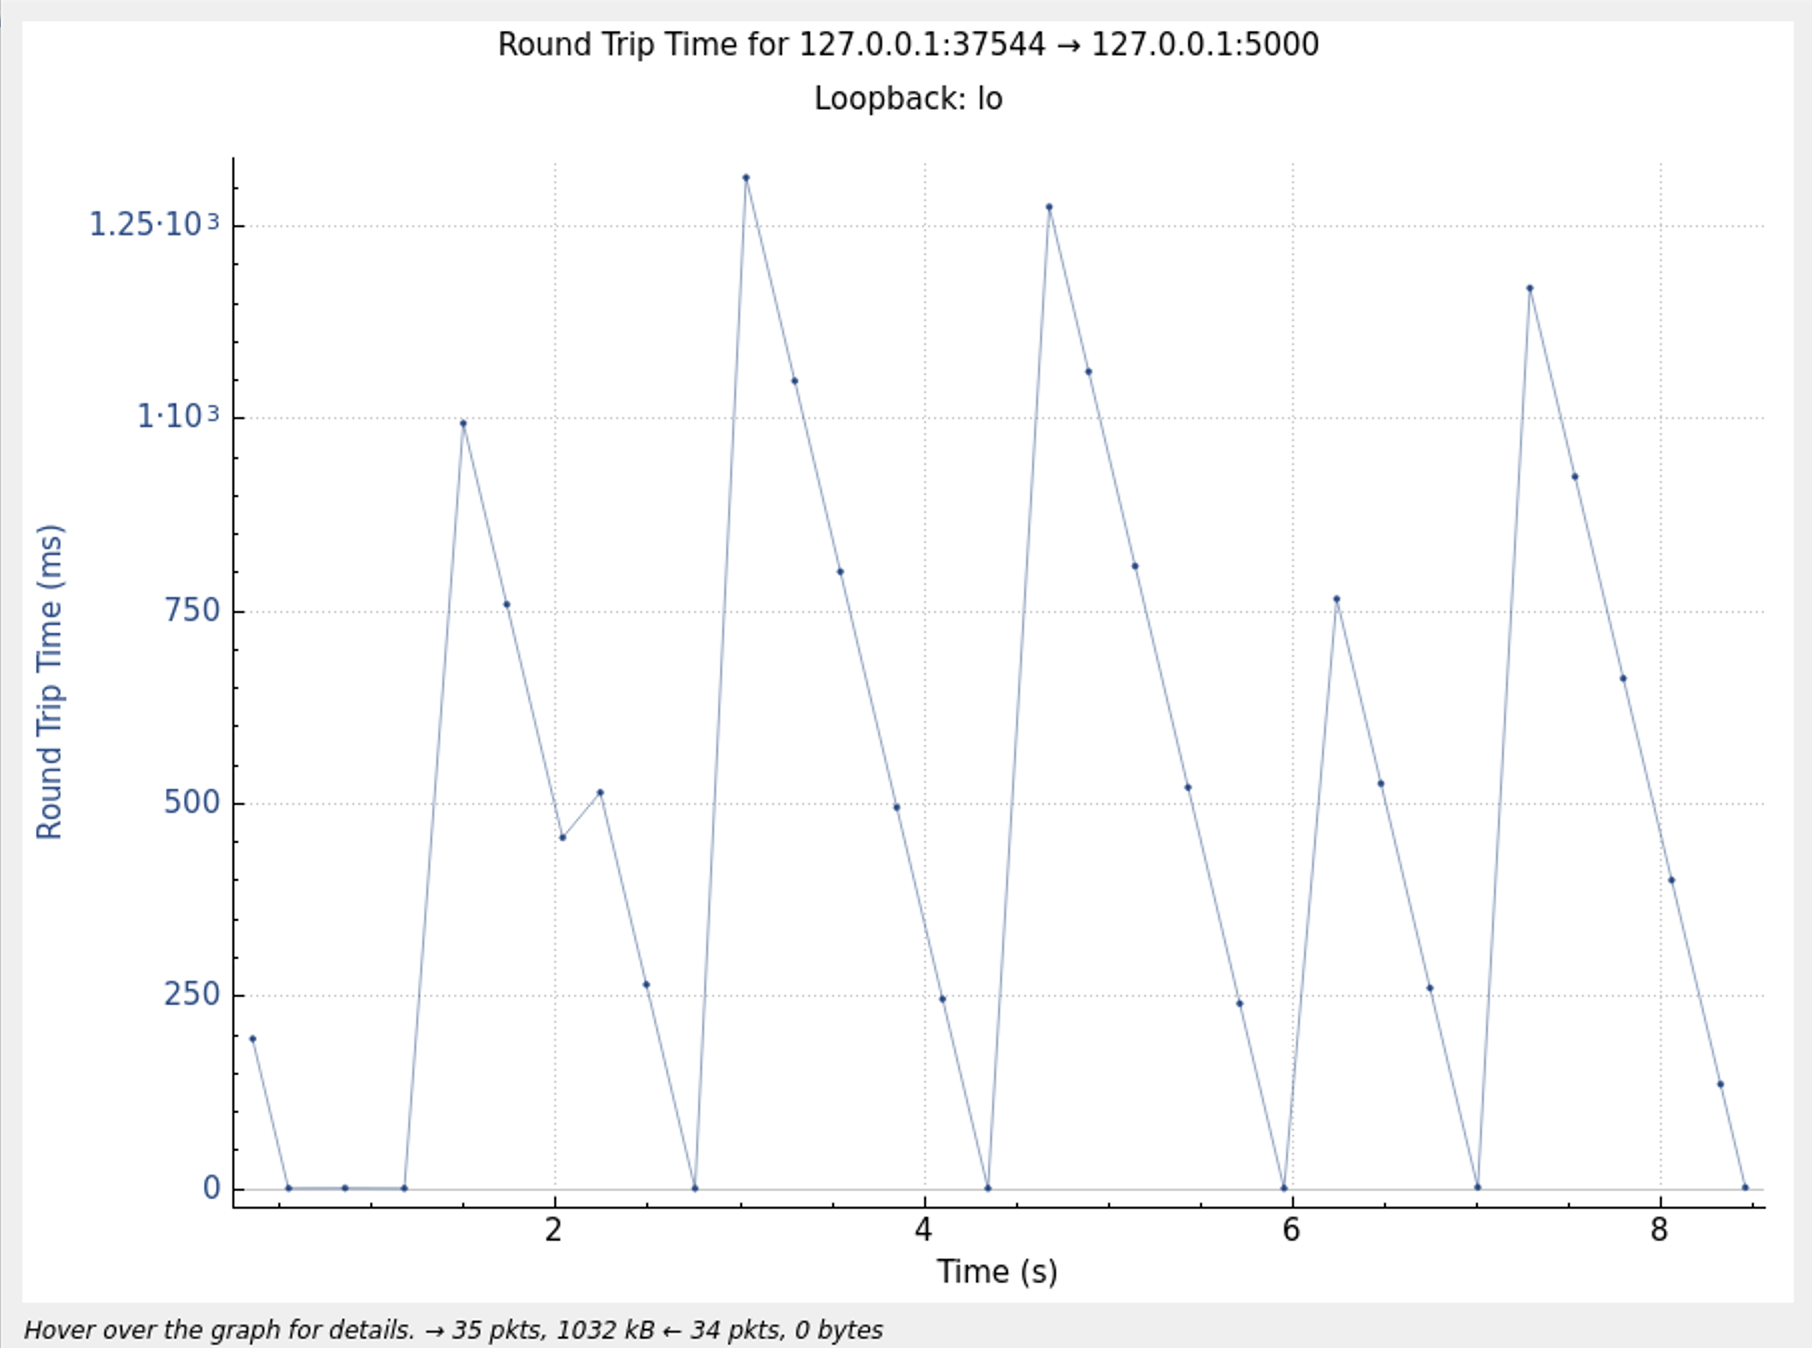 Round Trip Time for 127.0.0.1:37544 → 127.0.0.1:5000
Loopback: lo
1.25·10³
1·10³
750
500
250
0
Round Trip Time (ms)
2 4 6 8
Time (s)
Hover over the graph for details. → 35 pkts, 1032 kB ← 34 pkts, 0 bytes